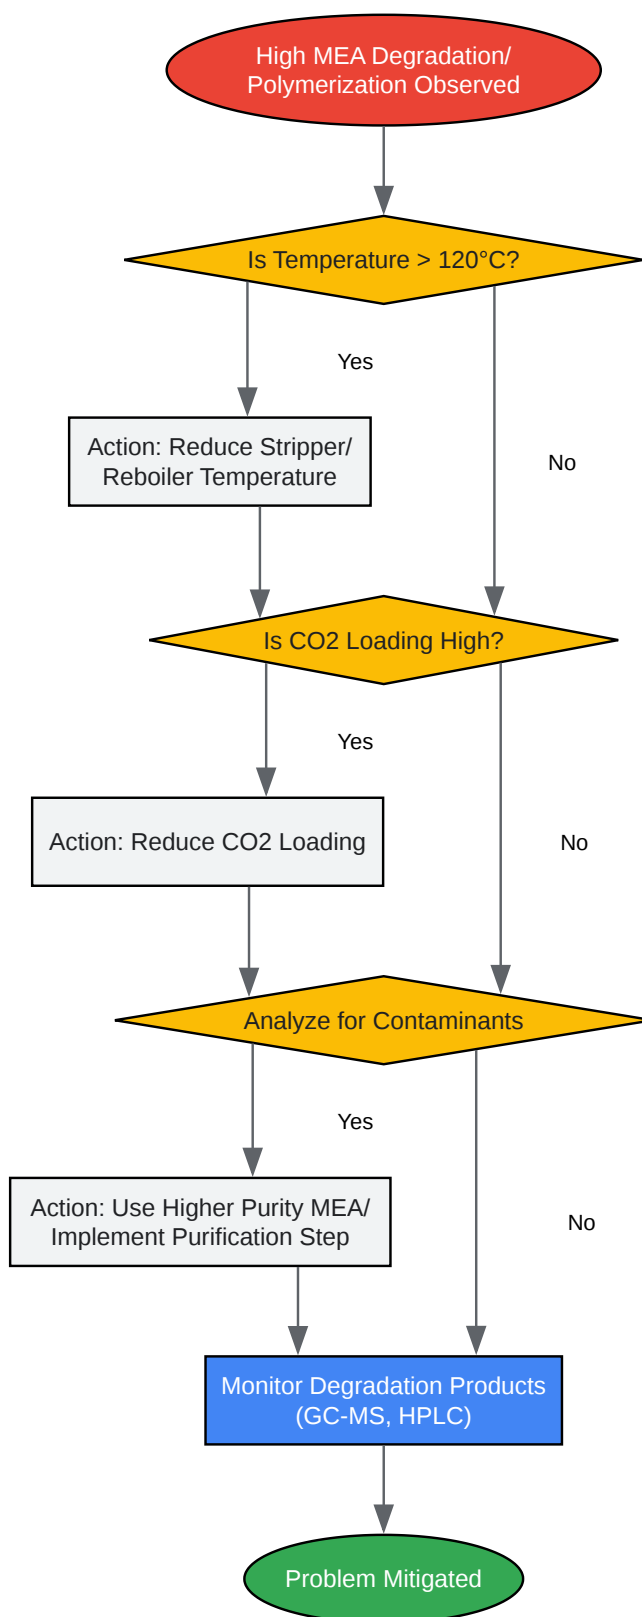 High MEA Degradation/
Polymerization Observed
Is Temperature > 120°C?
Yes
Action: Reduce Stripper/
Reboiler Temperature
No
Is CO2 Loading High?
Yes
Action: Reduce CO2 Loading
No
Analyze for Contaminants
Yes
Action: Use Higher Purity MEA/
Implement Purification Step
No
Monitor Degradation Products
(GC-MS, HPLC)
Problem Mitigated